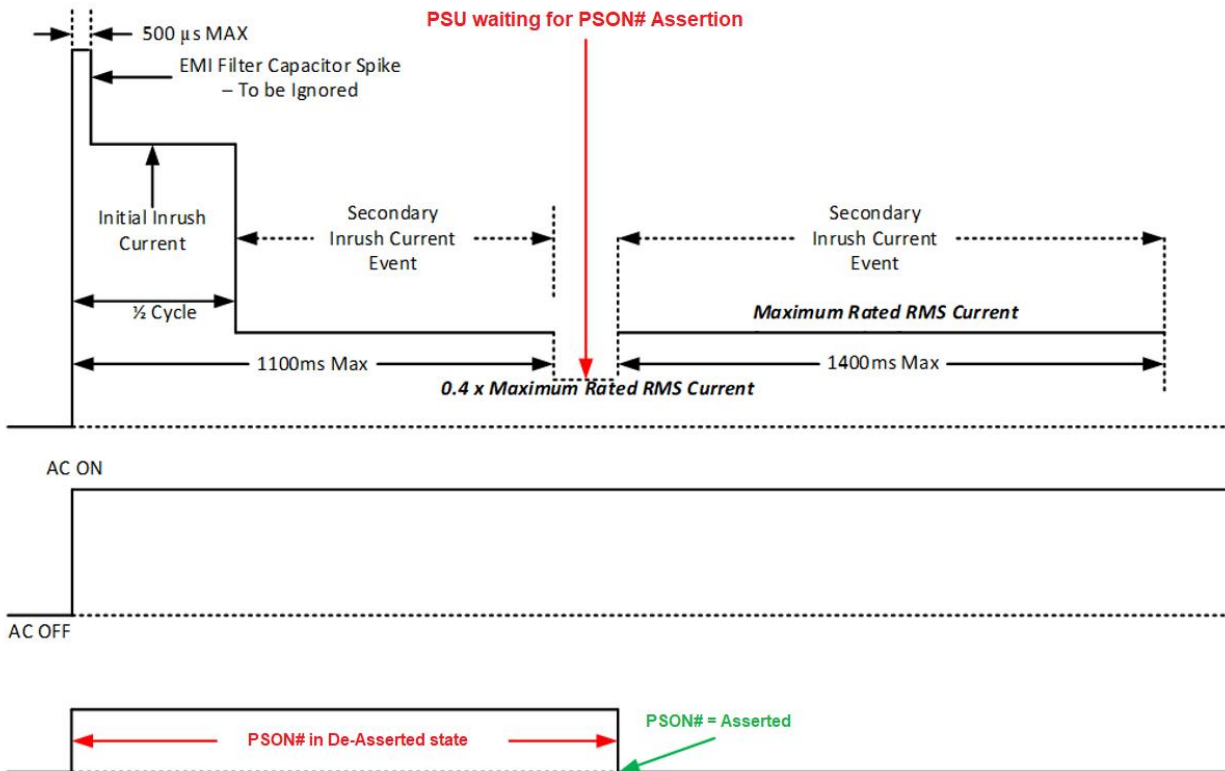 PSU waiting for PSON# Assertion
500 µs MAX
EMI Filter Capacitor Spike
– To be Ignored
Initial Inrush
Current
Secondary
Inrush Current
Event
Secondary
Inrush Current
Event
½ Cycle
Maximum Rated RMS Current
1100ms Max
1400ms Max
0.4 x Maximum Rated RMS Current
AC ON
AC OFF
PSON# = Asserted
PSON# in De-Asserted state